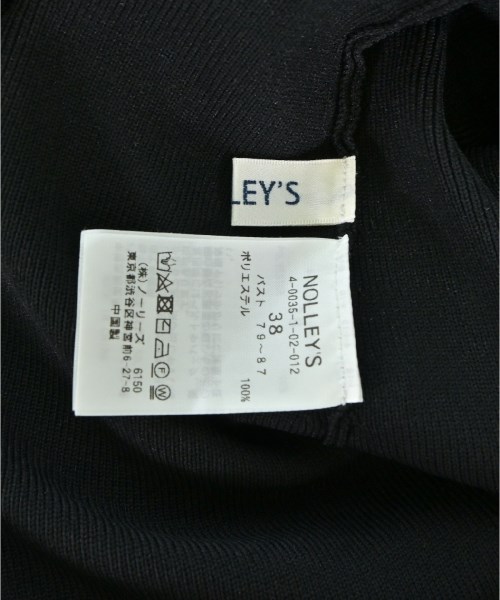 LEY'S
NOLLEY'S
4-0035-1-02-012
38
バスト 79～87
ポリエステル 100%
(株)ノーリーズ 6150
東京都渋谷区神宮前6-27-8
中国製